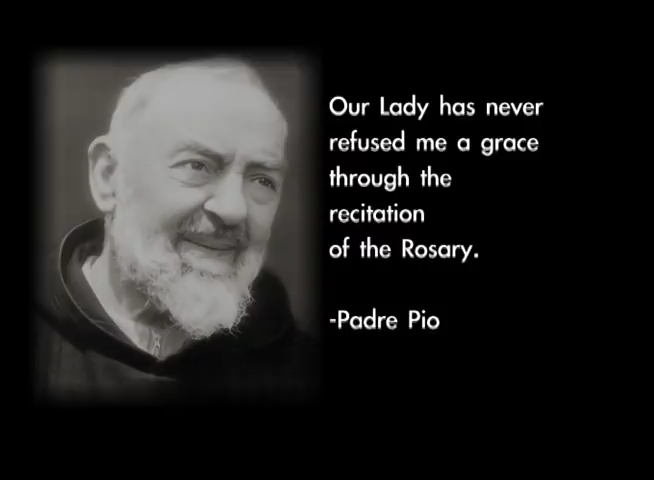 Our Lady has never
refused me a grace
through the
recitation
of the Rosary.
-Padre Pio